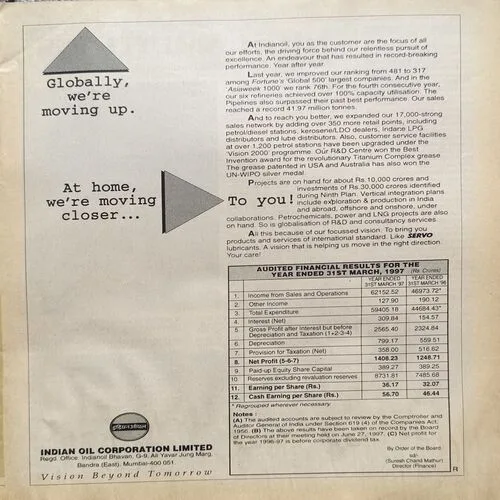 Globally,
we're
moving up.
At home,
we're moving
closer...
To you!
At Indianoil, you as the customer are the focus of all
our efforts, the driving force behind our relentless pursuit of
excellence. An endeavour that has resulted in record-breaking
performance. Year after year.
Last year, we improved our ranking from 481 to 317
among Fortune's 'Global 500' largest companies. And in the
'Asiaweek 1000' we rank 76th. For the fourth consecutive year,
our six refineries achieved over 100% capacity utilisation. The
Pipelines also surpassed their past best performance. Our sales
reached a record 41.97 million tonnes.
And to reach you better, we expanded our 17,000-strong
sales network by adding over 350 more retail points, including
petrol/diesel stations, kerosene/LDO dealers, Indane LPG
distributors and lube distributors. Also, customer service facilities
at over 1,200 petrol stations have been upgraded under the
'Vision 2000' programme. Our R&D Centre won the Best
Invention award for the revolutionary Titanium Complex grease
The grease patented in USA and Australia has also won the
UN-WIPO silver medal.
Projects are on hand for about Rs.10,000 crores and
investments of Rs.30,000 crores identified
during Ninth Plan. Vertical integration plans
include exploration & production in India
and abroad, offshore and onshore, under
collaborations. Petrochemicals, power and LNG projects are also
on hand. So is globalisation of R&D and consultancy services
All this because of our focussed vision. To bring you
products and services of international standard. Like SERVO
lubricants. A vision that is helping us move in the right direction.
Your care!
AUDITED FINANCIAL RESULTS FOR THE
YEAR ENDED 31ST MARCH, 1997 (Rs. Crores)
YEAR ENDED 31ST MARCH '97 YEAR ENDED 31ST MARCH '96
1. Income from Sales and Operations 62152.52 46973.72*
2. Other Income 127.90 190.12
3. Total Expenditure 59405.18 44684.43*
4. Interest (Net) 309.84 154.57
5. Gross Profit after Interest but before
Depreciation and Taxation (1+2-3-4) 2565.40 2324.84
6. Depreciation 799.17 559.51
7. Provision for Taxation (Net) 358.00 516.62
8. Net Profit (5-6-7) 1408.23 1248.71
9. Paid-up Equity Share Capital 389.27 389.25
10. Reserves excluding revaluation reserves 8731.81 7485.68
11. Earning per Share (Rs.) 36.17 32.07
12. Cash Earning per Share (Rs.) 56.70 46.44
* Regrouped wherever necessary
Notes :
(A) The audited accounts are subject to review by the Comptroller and
Auditor General of India under Section 619 (4) of the Companies Act,
1956. (B) The above results have been taken on record by the Board
of Directors at their meeting held on June 27, 1997. (C) Net profit for
the year 1996-97 is before corporate dividend tax.
By Order of the Board
sd/-
(Suresh Chand Mathur)
Director (Finance)
इंडियनऑयल
INDIAN OIL CORPORATION LIMITED
Regd. Office: Indianoil Bhavan, G-9, Ali Yavar Jung Marg,
Bandra (East), Mumbai-400 051.
Vision Beyond Tomorrow
R